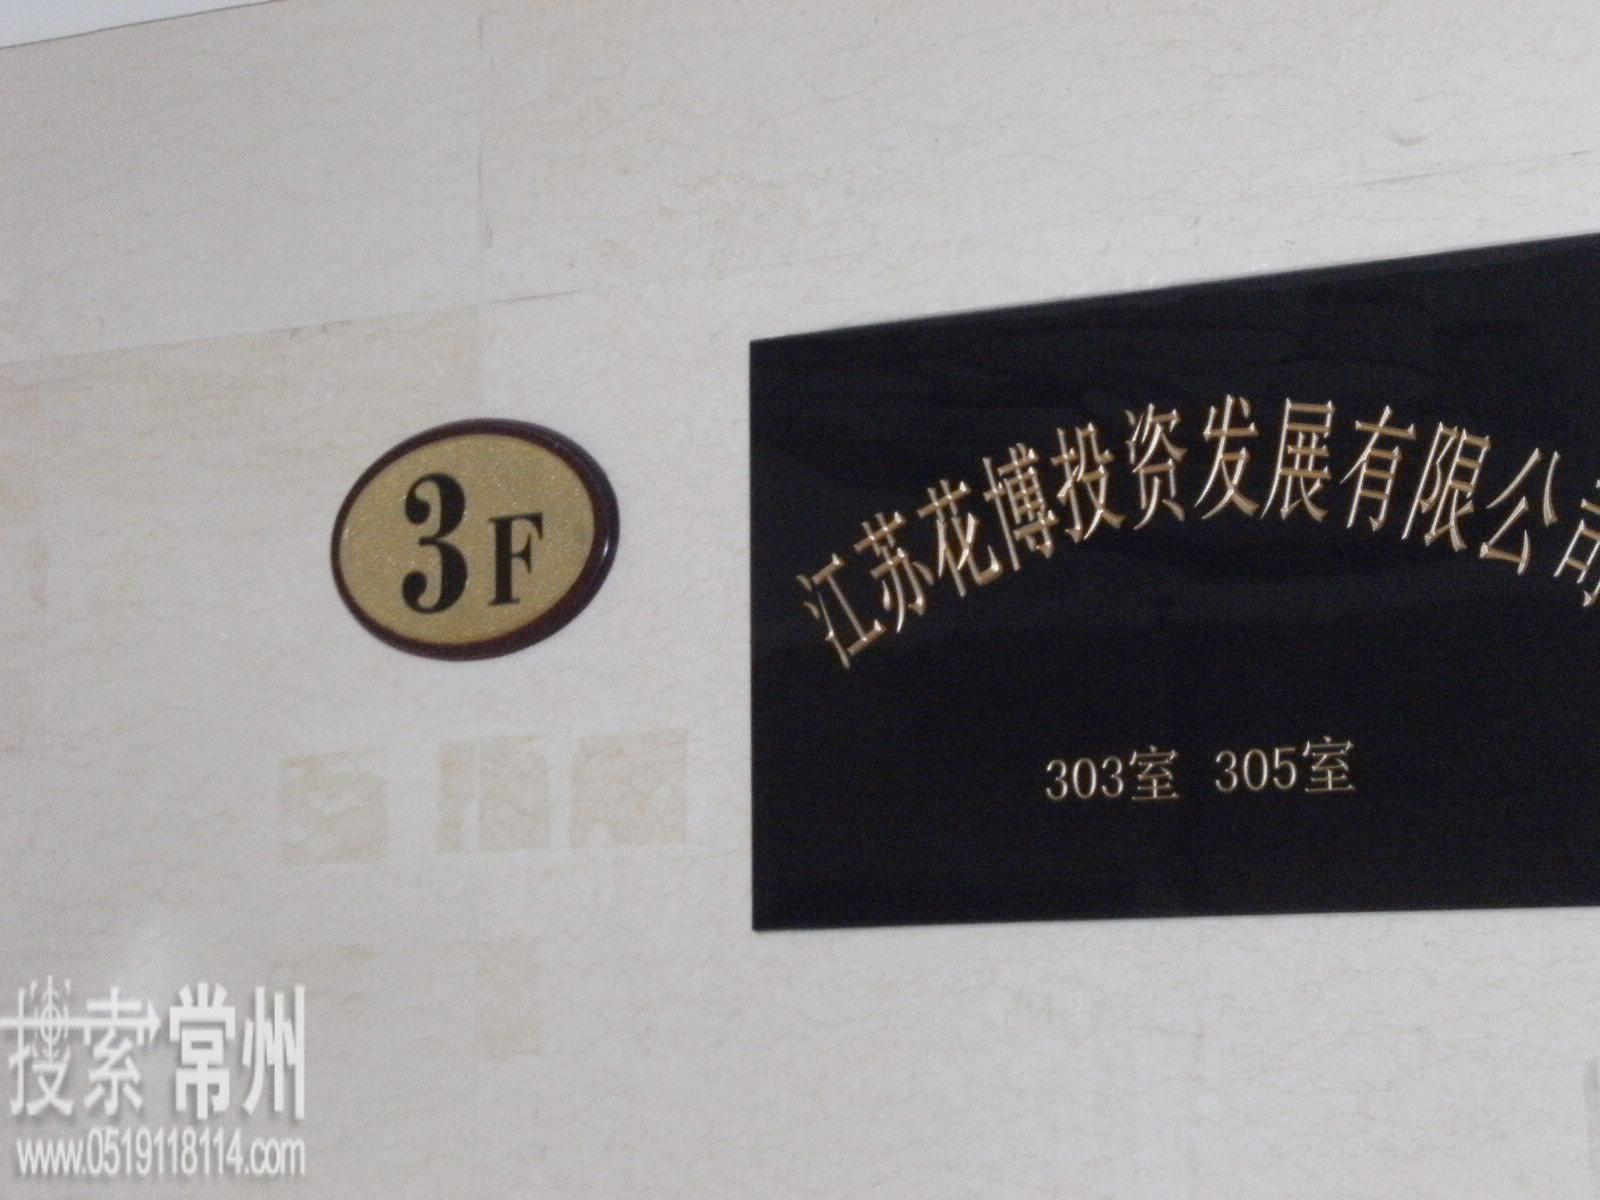 江苏花博投资发展有限公司
3F
303室 305室
搜索常州
www.0519118114.com